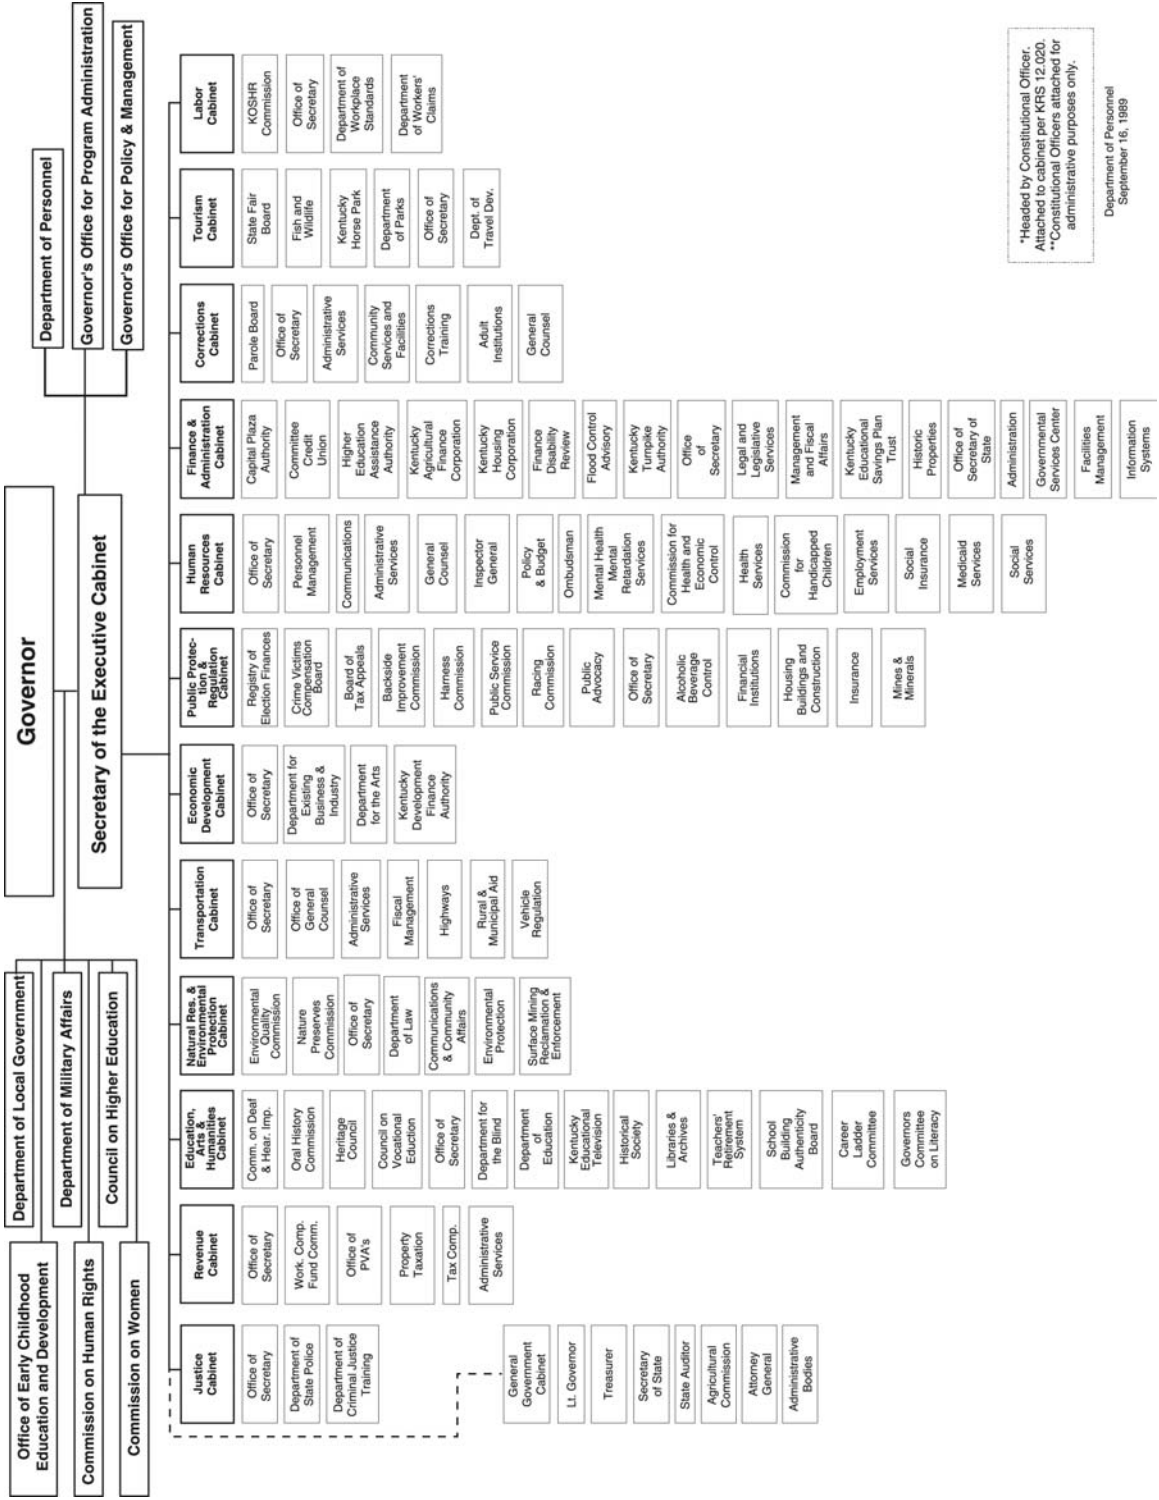 Governor
Secretary of the Executive Cabinet
Office of Early Childhood
Education and Development
Department of Local Government
Commission on Human Rights
Department of Military Affairs
Commission on Women
Council on Higher Education
Department of Personnel
Governor's Office for Program Administration
Governor's Office for Policy & Management
Justice
Cabinet
Office of
Secretary
Department of
State Police
Department of
Criminal Justice
Training
General
Government
Cabinet
Lt. Governor
Treasurer
Secretary
of State
State Auditor
Agricultural
Commission
Attorney
General
Administrative
Bodies
Revenue
Cabinet
Office of
Secretary
Work. Comp.
Fund Comm.
Office of
PVA's
Property
Taxation
Tax Comp.
Administrative
Services
Education,
Arts &
Humanities
Cabinet
Comm. on Deaf
& Hear. Imp.
Oral History
Commission
Heritage
Council
Council on
Vocational
Eduction
Office of
Secretary
Department for
the Blind
Department
of
Education
Kentucky
Educational
Television
Historical
Society
Libraries &
Archives
Teachers'
Retirement
System
School
Building
Authenticity
Board
Career
Ladder
Committee
Governors
Committee
on Literacy
Natural Res. &
Environmental
Protection
Cabinet
Environmental
Quality
Commission
Nature
Preserves
Commission
Office of
Secretary
Department
of Law
Communications
& Community
Affairs
Environmental
Protection
Surface Mining
Reclamation &
Enforcement
Transportation
Cabinet
Office of
Secretary
Office of
General
Counsel
Administrative
Services
Fiscal
Management
Highways
Rural &
Municipal Aid
Vehicle
Regulation
Economic
Development
Cabinet
Office of
Secretary
Department for
Existing
Business &
Industry
Department
for the Arts
Kentucky
Development
Finance
Authority
Public Protec-
tion &
Regulation
Cabinet
Registry of
Election Finances
Crime Victims
Compensation
Board
Board of
Tax Appeals
Backside
Improvement
Commission
Harness
Commission
Public Service
Commission
Racing
Commission
Public
Advocacy
Office of
Secretary
Alcoholic
Beverage
Control
Financial
Institutions
Housing
Buildings and
Construction
Insurance
Mines &
Minerals
Human
Resources
Cabinet
Office of
Secretary
Personnel
Management
Communications
Administrative
Services
General
Counsel
Inspector
General
Policy
& Budget
Ombudsman
Mental Health
Mental
Retardation
Services
Commission for
Health and
Economic
Control
Health
Services
Commission
for
Handicapped
Children
Employment
Services
Social
Insurance
Medicaid
Services
Social
Services
Finance &
Administration
Cabinet
Capital Plaza
Authority
Committee
Credit
Union
Higher
Education
Assistance
Authority
Kentucky
Agricultural
Finance
Corporation
Kentucky
Housing
Corporation
Finance
Disability
Review
Flood Control
Advisory
Kentucky
Turnpike
Authority
Office
of
Secretary
Legal and
Legislative
Services
Management
and Fiscal
Affairs
Kentucky
Educational
Savings Plan
Trust
Historic
Properties
Office of
Secretary of
State
Administration
Governmental
Services Center
Facilities
Management
Information
Systems
Corrections
Cabinet
Parole Board
Office of
Secretary
Administrative
Services
Community
Services and
Facilities
Corrections
Training
Adult
Institutions
General
Counsel
Tourism
Cabinet
State Fair
Board
Fish and
Wildlife
Kentucky
Horse Park
Department
of Parks
Office of
Secretary
Dept. of
Travel Dev.
Labor
Cabinet
KOSHR
Commission
Office of
Secretary
Department of
Workplace
Standards
Department
of Workers'
Claims
*Headed by Constitutional Officer.
Attached to cabinet per KRS 12.020.
**Constitutional Officers attached for
administrative purposes only.
Department of Personnel
September 16, 1989